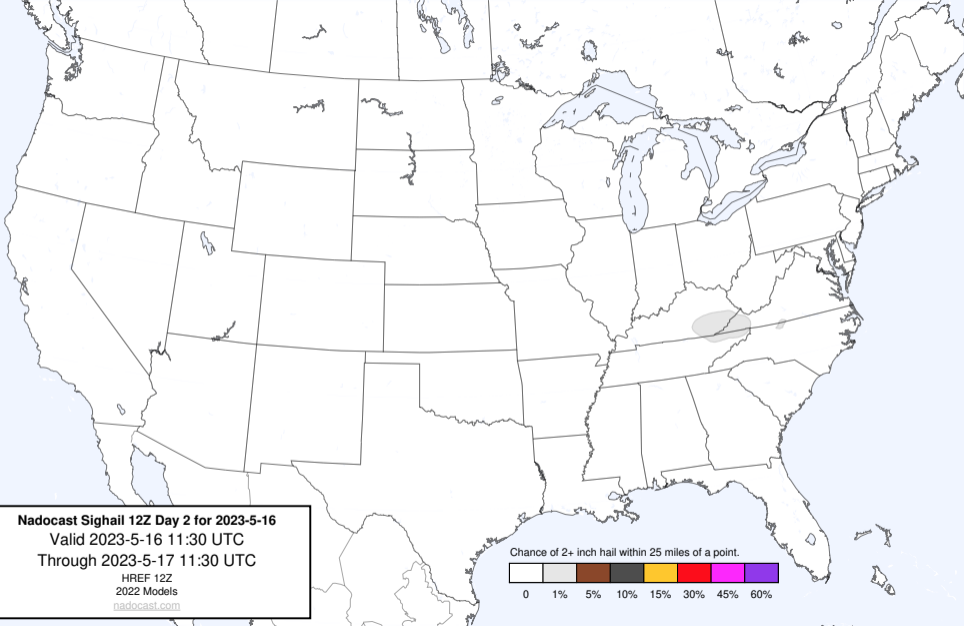 Nadocast Sighail 12Z Day 2 for 2023-5-16
Valid 2023-5-16 11:30 UTC
Through 2023-5-17 11:30 UTC
HREF 12Z
2022 Models
nadocast.com
Chance of 2+ inch hail within 25 miles of a point.
0 1% 5% 10% 15% 30% 45% 60%